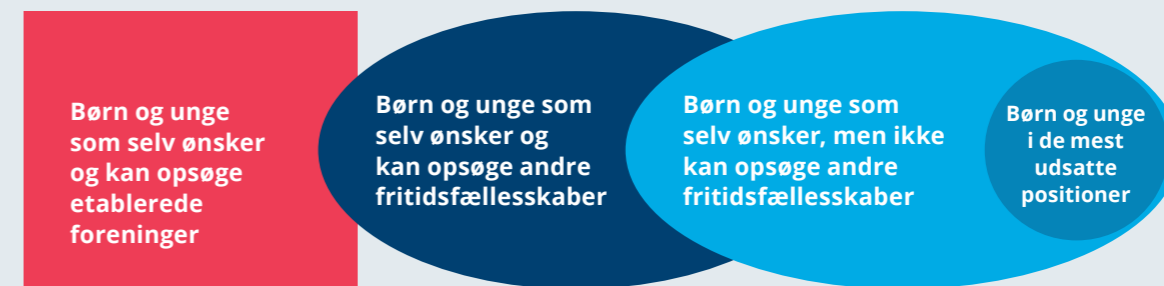 Børn og unge
som selv ønsker
og kan opsøge
etablerede
foreninger
Børn og unge som
selv ønsker og
kan opsøge andre
fritidsfællesskaber
Børn og unge som
selv ønsker, men ikke
kan opsøge andre
fritidsfællesskaber
Børn og unge
i de mest
udsatte
positioner